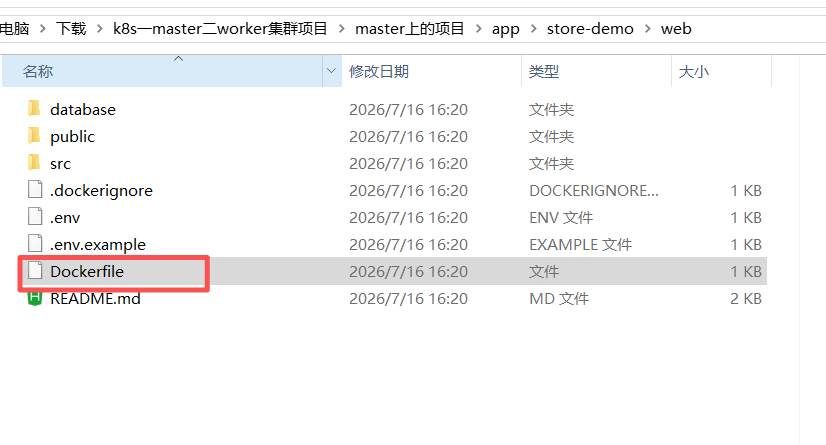 电脑 > 下载 > k8s一master二worker集群项目 > master上的项目 > app > store-demo > web
名称 修改日期 类型 大小
database 2026/7/16 16:20 文件夹
public 2026/7/16 16:20 文件夹
src 2026/7/16 16:20 文件夹
.dockerignore 2026/7/16 16:20 DOCKERIGNORE... 1 KB
.env 2026/7/16 16:20 ENV 文件 1 KB
.env.example 2026/7/16 16:20 EXAMPLE 文件 1 KB
Dockerfile 2026/7/16 16:20 文件 1 KB
README.md 2026/7/16 16:20 MD 文件 2 KB